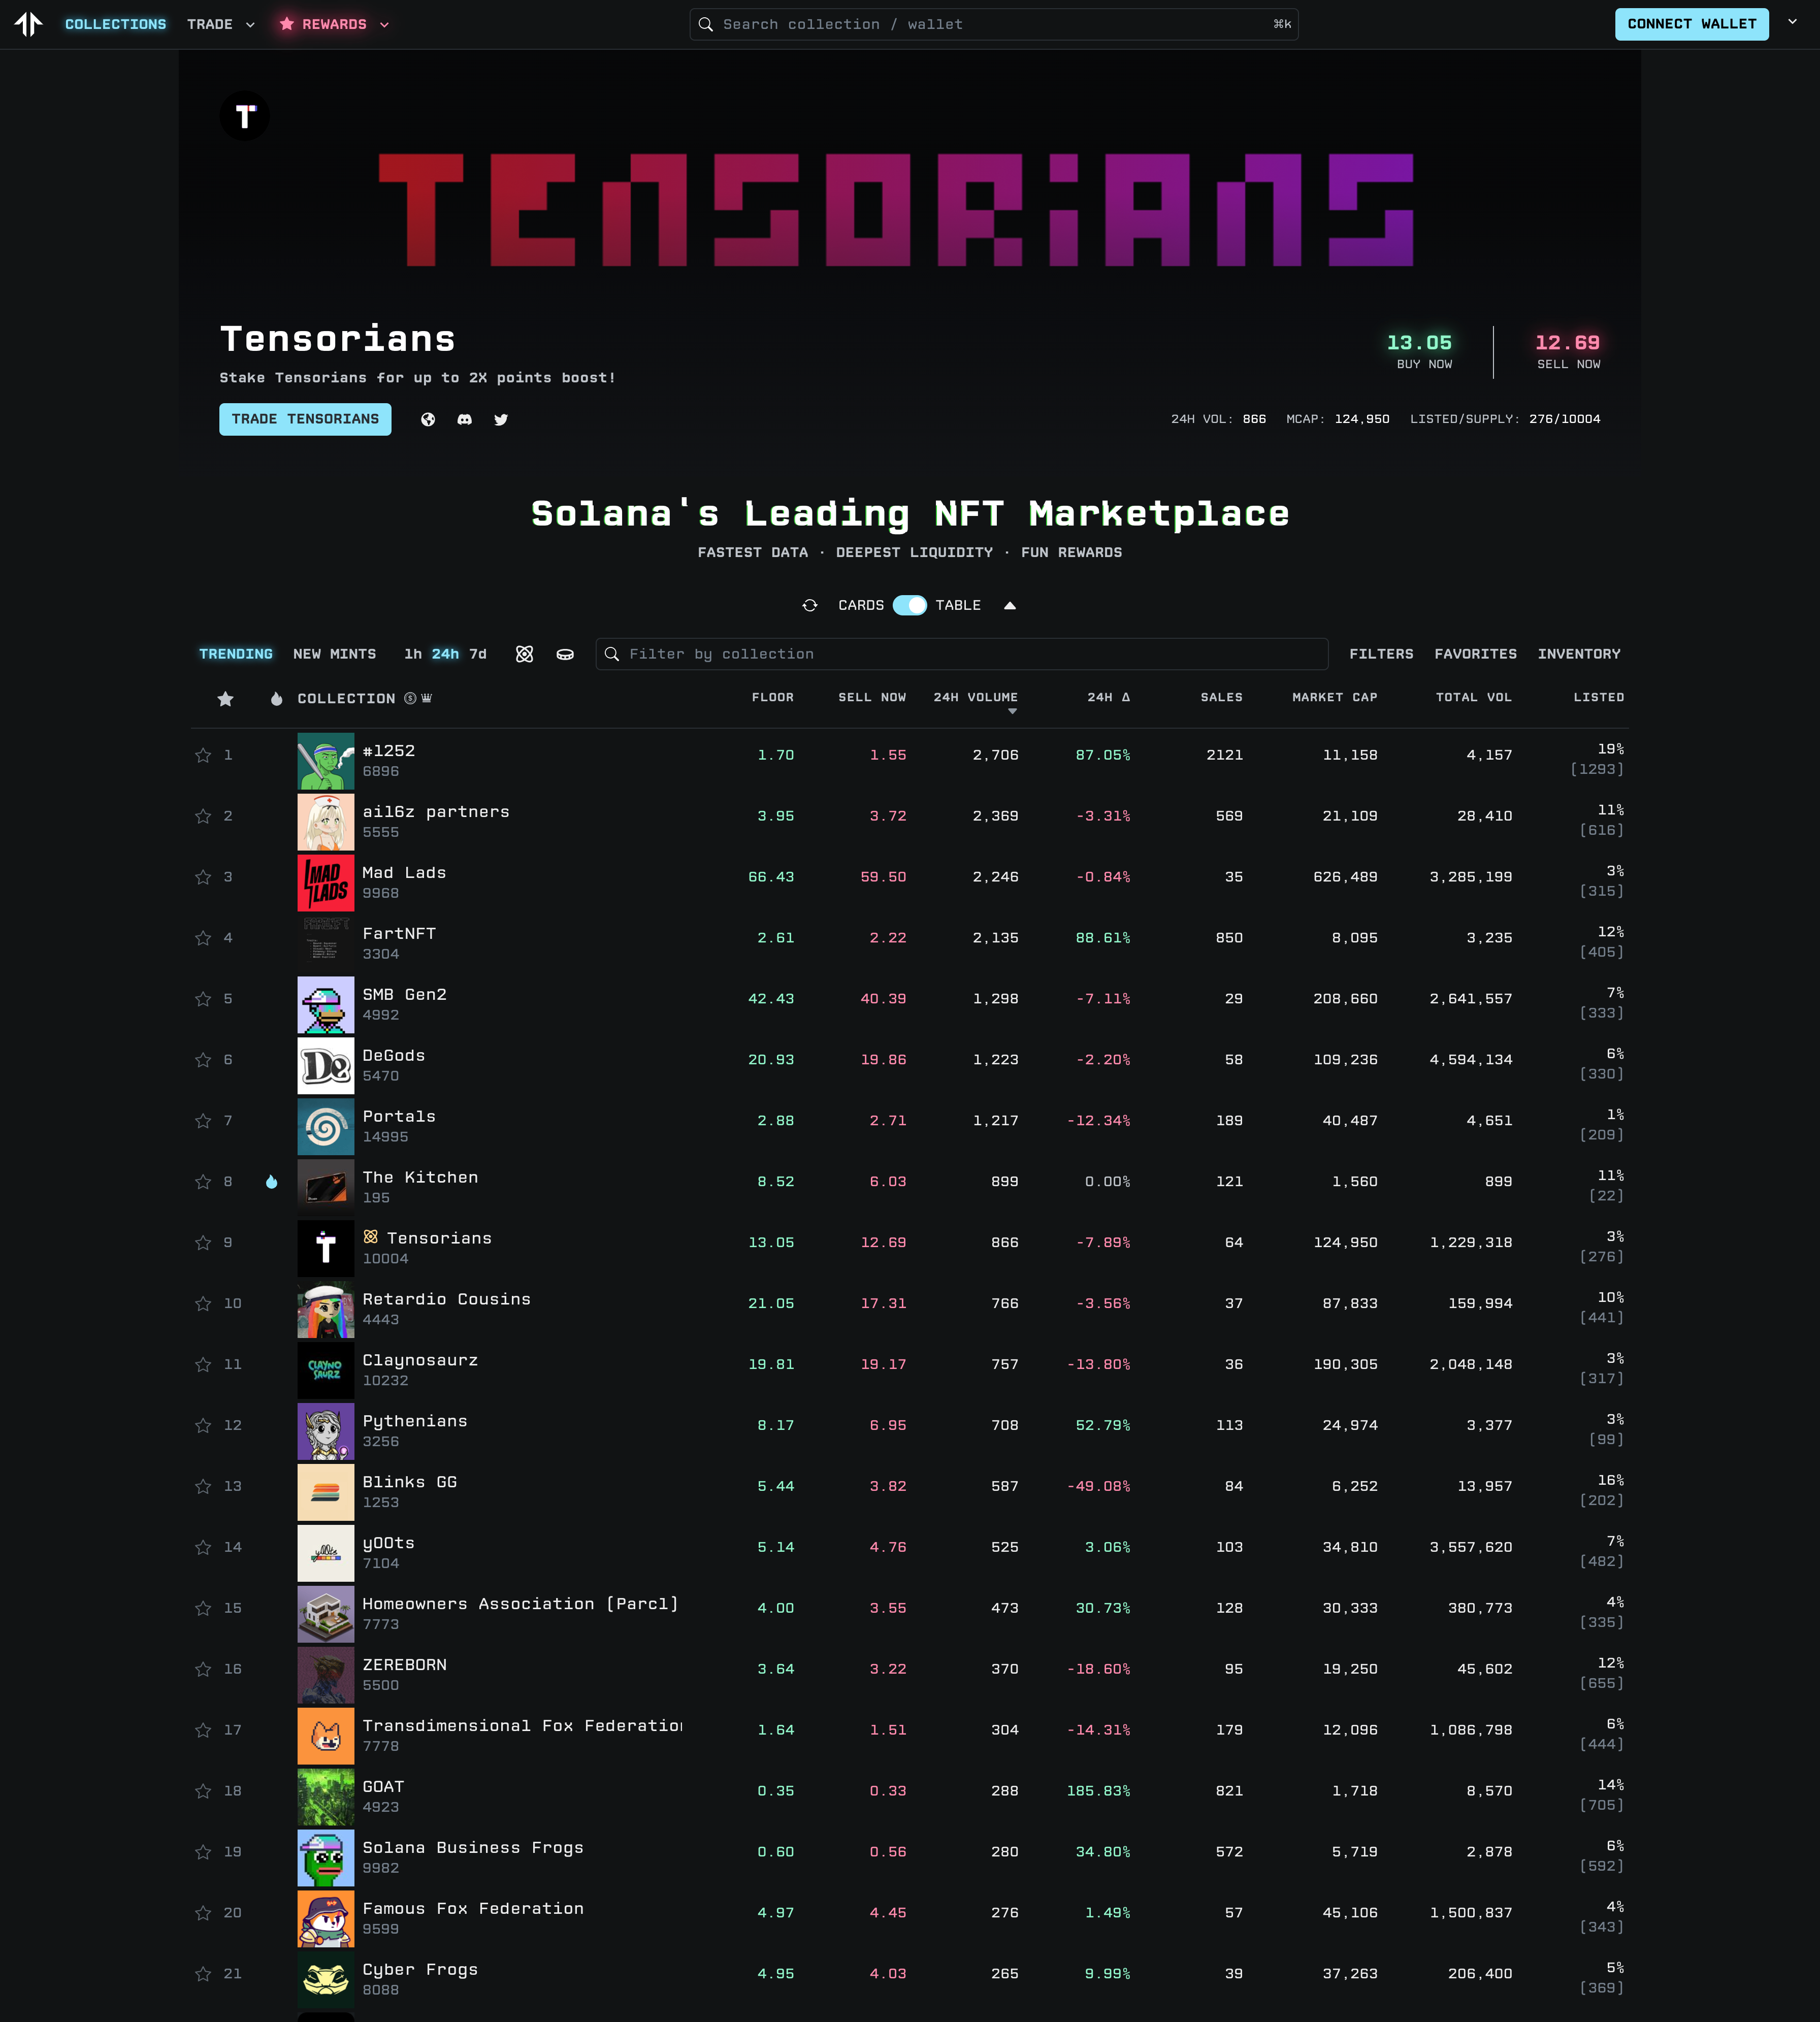 COLLECTIONS TRADE REWARDS Search collection / wallet ⌘K CONNECT WALLET
T
TENSORIANS
Tensorians
13.05 12.69
BUY NOW SELL NOW
Stake Tensorians for up to 2X points boost!
TRADE TENSORIANS 24H VOL: 866 MCAP: 124,950 LISTED/SUPPLY: 276/10004
Solana's Leading NFT Marketplace
FASTEST DATA · DEEPEST LIQUIDITY · FUN REWARDS
CARDS TABLE
TRENDING NEW MINTS 1h 24h 7d Filter by collection FILTERS FAVORITES INVENTORY
COLLECTION FLOOR SELL NOW 24H VOLUME 24H Δ SALES MARKET CAP TOTAL VOL LISTED
1 #1252 1.70 1.55 2,706 87.05% 2121 11,158 4,157 19%
6896 [1293]
2 ai16z partners 3.95 3.72 2,369 -3.31% 569 21,109 28,410 11%
5555 [616]
3 MAD LADS Mad Lads 66.43 59.50 2,246 -0.84% 35 626,489 3,285,199 3%
9968 [315]
4 FartNFT 2.61 2.22 2,135 88.61% 850 8,095 3,235 12%
3304 [405]
5 SMB Gen2 42.43 40.39 1,298 -7.11% 29 208,660 2,641,557 7%
4992 [333]
6 De DeGods 20.93 19.86 1,223 -2.20% 58 109,236 4,594,134 6%
5470 [330]
7 Portals 2.88 2.71 1,217 -12.34% 189 40,487 4,651 1%
14995 [209]
8 The Kitchen 8.52 6.03 899 0.00% 121 1,560 899 11%
195 [22]
9 T Tensorians 13.05 12.69 866 -7.89% 64 124,950 1,229,318 3%
10004 [276]
10 Retardio Cousins 21.05 17.31 766 -3.56% 37 87,833 159,994 10%
4443 [441]
11 CLAYNO SAURZ Claynosaurz 19.81 19.17 757 -13.80% 36 190,305 2,048,148 3%
10232 [317]
12 Pythenians 8.17 6.95 708 52.79% 113 24,974 3,377 3%
3256 [99]
13 Blinks GG 5.44 3.82 587 -49.08% 84 6,252 13,957 16%
1253 [202]
14 y00ts y00ts 5.14 4.76 525 3.06% 103 34,810 3,557,620 7%
7104 [482]
15 Homeowners Association (Parcl) 4.00 3.55 473 30.73% 128 30,333 380,773 4%
7773 [335]
16 ZEREBORN 3.64 3.22 370 -18.60% 95 19,250 45,602 12%
5500 [655]
17 Transdimensional Fox Federation 1.64 1.51 304 -14.31% 179 12,096 1,086,798 6%
7778 [444]
18 GOAT 0.35 0.33 288 185.83% 821 1,718 8,570 14%
4923 [705]
19 Solana Business Frogs 0.60 0.56 280 34.80% 572 5,719 2,878 6%
9982 [592]
20 Famous Fox Federation 4.97 4.45 276 1.49% 57 45,106 1,500,837 4%
9599 [343]
21 Cyber Frogs 4.95 4.03 265 9.99% 39 37,263 206,400 5%
8088 [369]